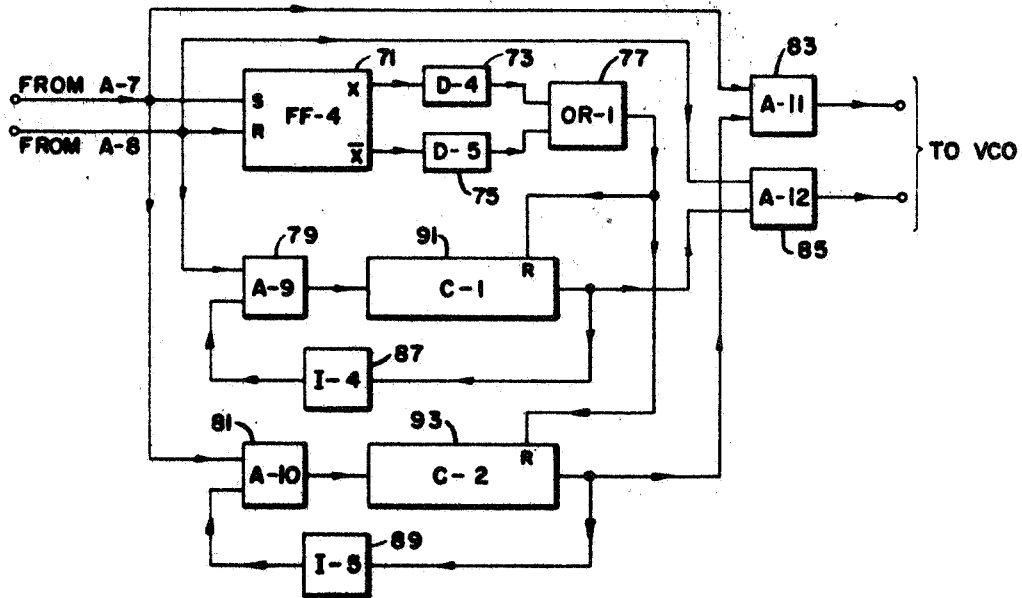 83
71
73
77
FROM A-7
S
X
FF-4
D-4
OR-1
A-11
R
X̅
D-5
FROM A-8
TO VCO
75
A-12
85
79
91
R
A-9
C-1
I-4
87
81
93
R
A-10
C-2
I-5
89